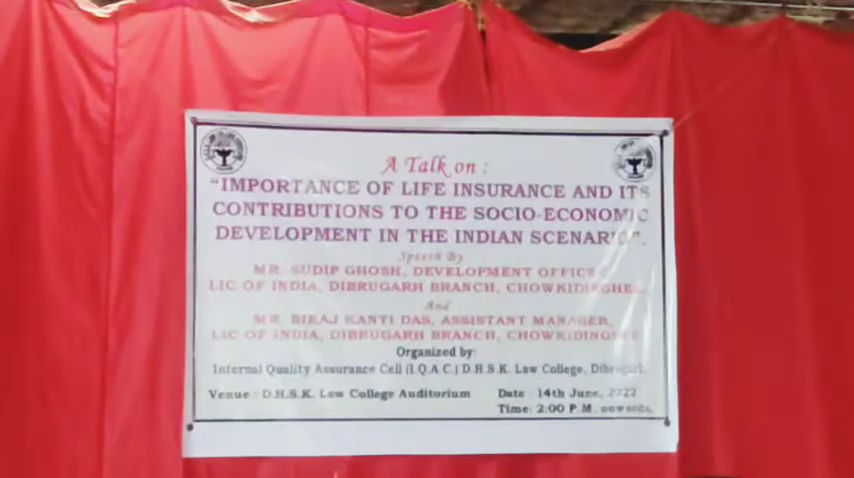 A Talk on :
"IMPORTANCE OF LIFE INSURANCE AND ITS
CONTRIBUTIONS TO THE SOCIO-ECONOMIC
DEVELOPMENT IN THE INDIAN SCENARIO".
Speech By
MR. SUDIP GHOSH, DEVELOPMENT OFFICER
LIC OF INDIA, DIBRUGARH BRANCH,
And
MR. BIRAJ KANTI DAS, ASSISTANT MANAGER,
LIC OF INDIA, DIBRUGARH BRANCH,
Organized by
Internal Quality Assurance Cell (I.Q.A.C.) D.H.S.K. Law College,
Venue : D.H.S.K. Law College Auditorium
Date : 14th June, 2022
Time: 2:00 P.M. onwards.